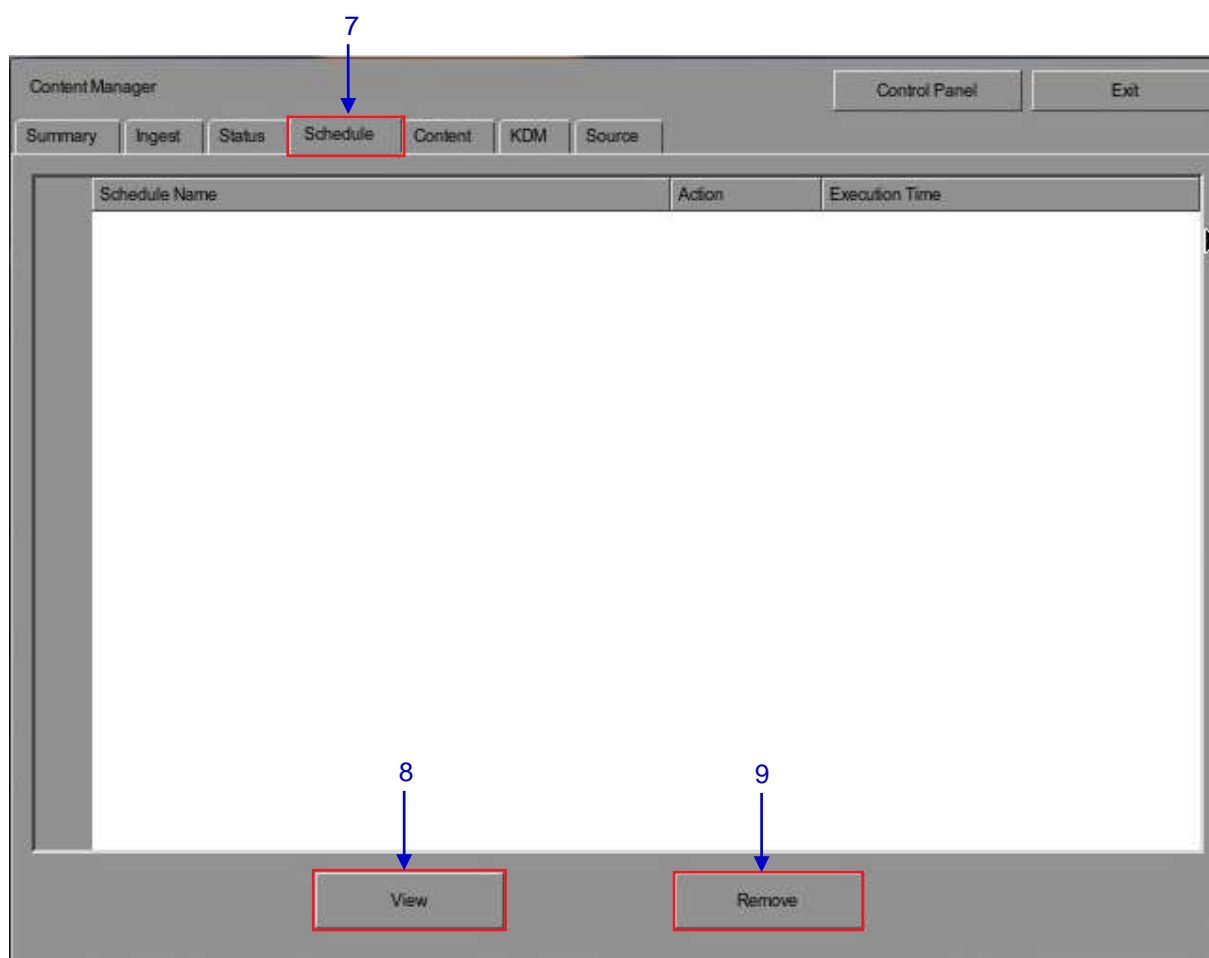 7
Content Manager Control Panel Exit
Summary Ingest Status Schedule Content KDM Source
Schedule Name Action Execution Time
8 9
View Remove